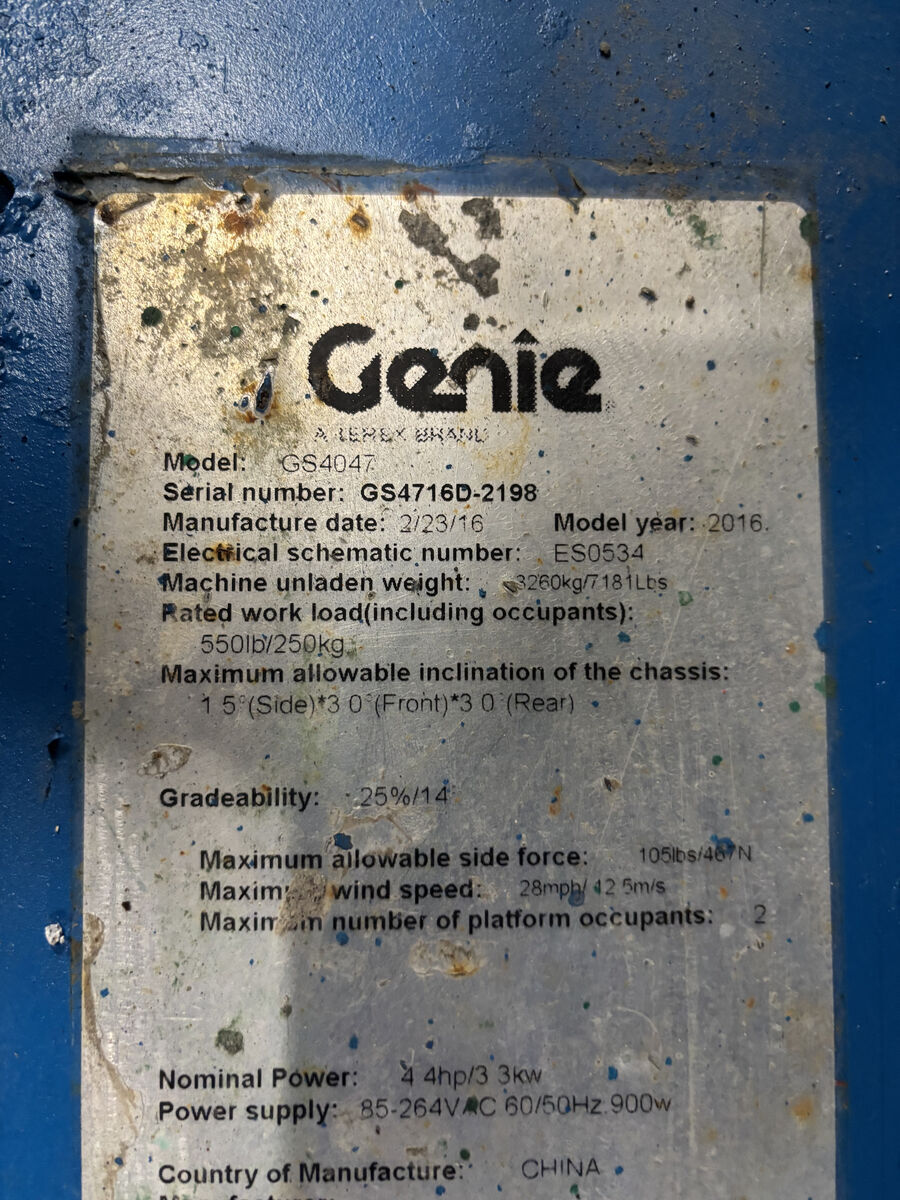 Genie
A TEREX BRAND
Model: GS4047
Serial number: GS4716D-2198
Manufacture date: 2/23/16 Model year: 2016.
Electrical schematic number: ES0534
Machine unladen weight: 3260kg/7181Lbs
Rated work load(including occupants):
550lb/250kg
Maximum allowable inclination of the chassis:
1 5°(Side)*3 0°(Front)*3 0°(Rear)
Gradeability: 25%/14
Maximum allowable side force: 105lbs/467N
Maximum wind speed: 28mph/ 12 5m/s
Maximum number of platform occupants: 2
Nominal Power: 4 4hp/3 3kw
Power supply: 85-264VAC 60/50Hz 900w
Country of Manufacture: CHINA